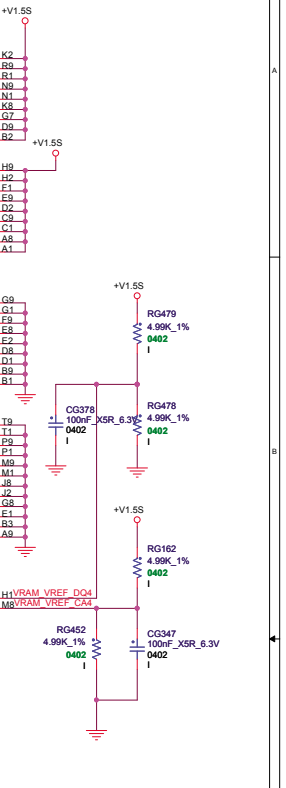 +V1.5S
K2
R9
R1
N9
N1
K8
G7
D9
B2
+V1.5S
H9
H2
F1
E9
D2
C9
C1
A8
A1
+V1.5S
G9
G1
F9
E8
E2
D8
D1
B9
B1
RG479
4.99K_1%
0402
I
A
CG378
100nF_X5R_6.3V
0402
I
RG478
4.99K_1%
0402
I
T9
T1
P9
P1
M9
M1
J8
J2
G8
E1
B3
A9
B
+V1.5S
RG162
4.99K_1%
0402
I
H1 VRAM_VREF_DQ4
M8 VRAM_VREF_CA4
RG452
4.99K_1%
0402
I
CG347
100nF_X5R_6.3V
0402
I